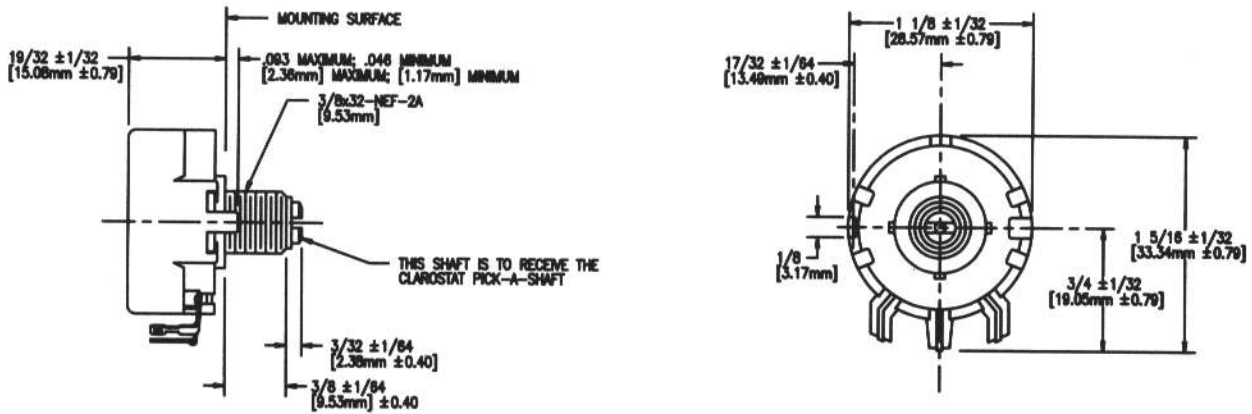 MOUNTING SURFACE
19/32 ±1/32
[15.08mm ±0.79]
.093 MAXIMUM; .046 MINIMUM
[2.36mm] MAXIMUM; [1.17mm] MINIMUM
3/8x32-NEF-2A
[9.53mm]
THIS SHAFT IS TO RECEIVE THE
CLAROSTAT PICK-A-SHAFT
3/32 ±1/64
[2.38mm ±0.40]
3/8 ±1/64
[9.53mm] ±0.40
1 1/8 ±1/32
[28.57mm ±0.79]
17/32 ±1/64
[13.49mm ±0.40]
1/8
[3.17mm]
1 5/16 ±1/32
[33.34mm ±0.79]
3/4 ±1/32
[19.05mm ±0.79]